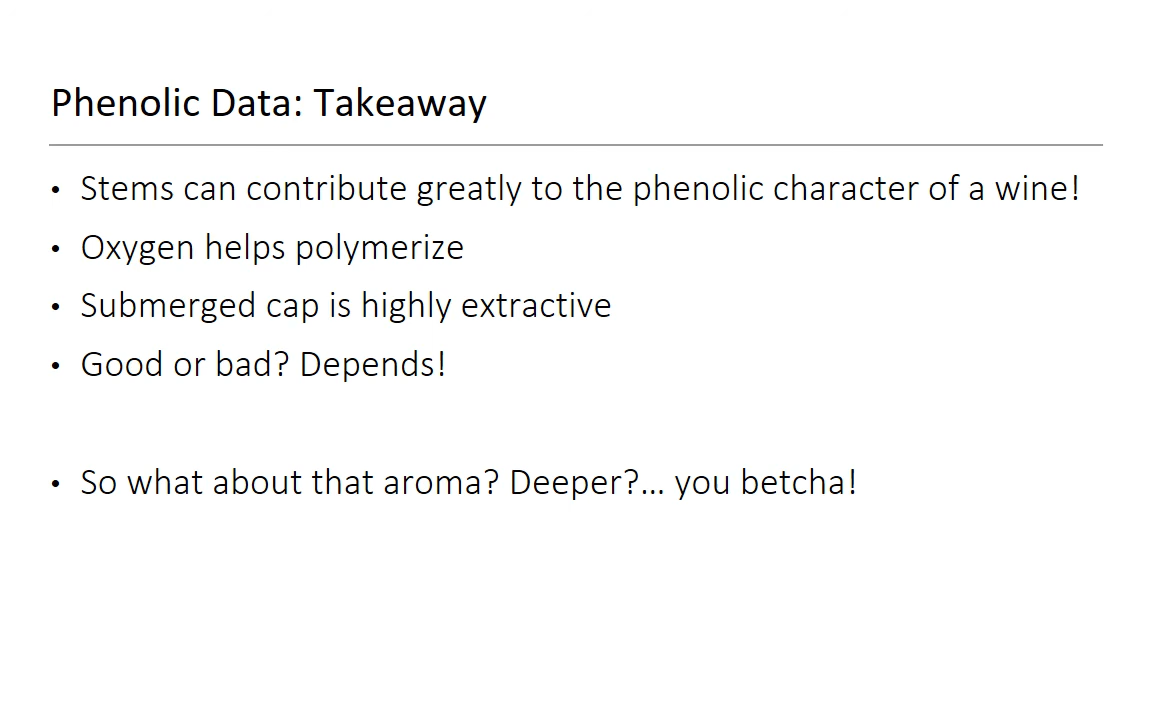 Phenolic Data: Takeaway
• Stems can contribute greatly to the phenolic character of a wine!
• Oxygen helps polymerize
• Submerged cap is highly extractive
• Good or bad? Depends!
• So what about that aroma? Deeper?... you betcha!